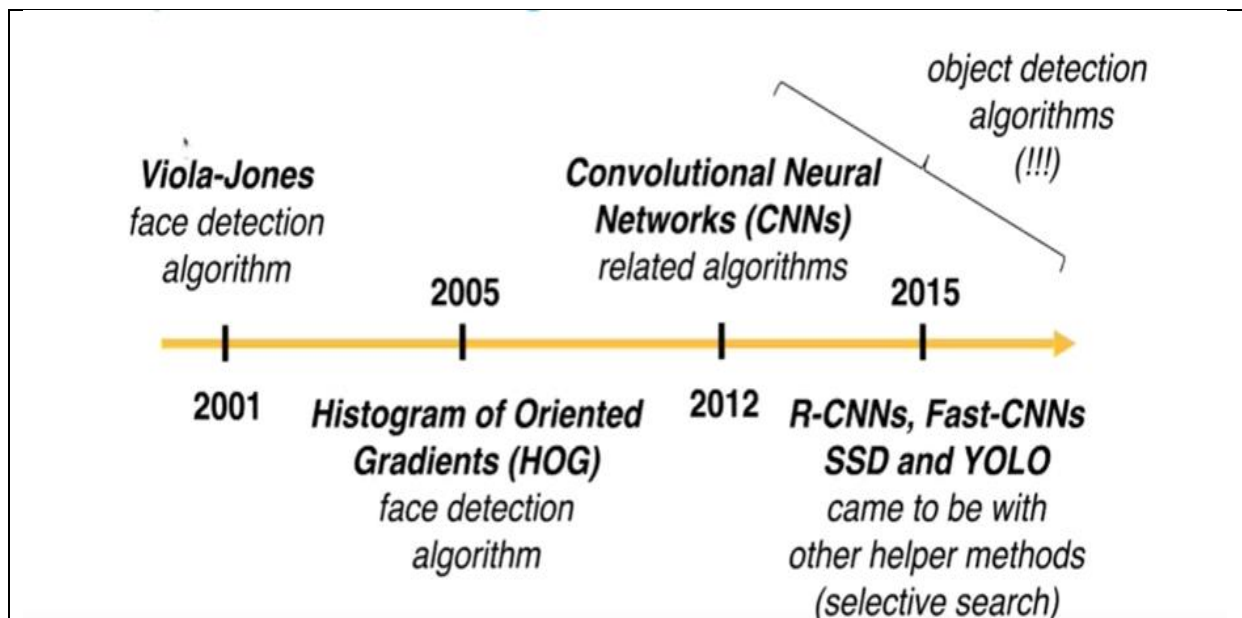 object detection
algorithms
(!!!)
Viola-Jones
face detection
algorithm
Convolutional Neural
Networks (CNNs)
related algorithms
2005
2015
2001
2012
Histogram of Oriented
Gradients (HOG)
face detection
algorithm
R-CNNs, Fast-CNNs
SSD and YOLO
came to be with
other helper methods
(selective search)